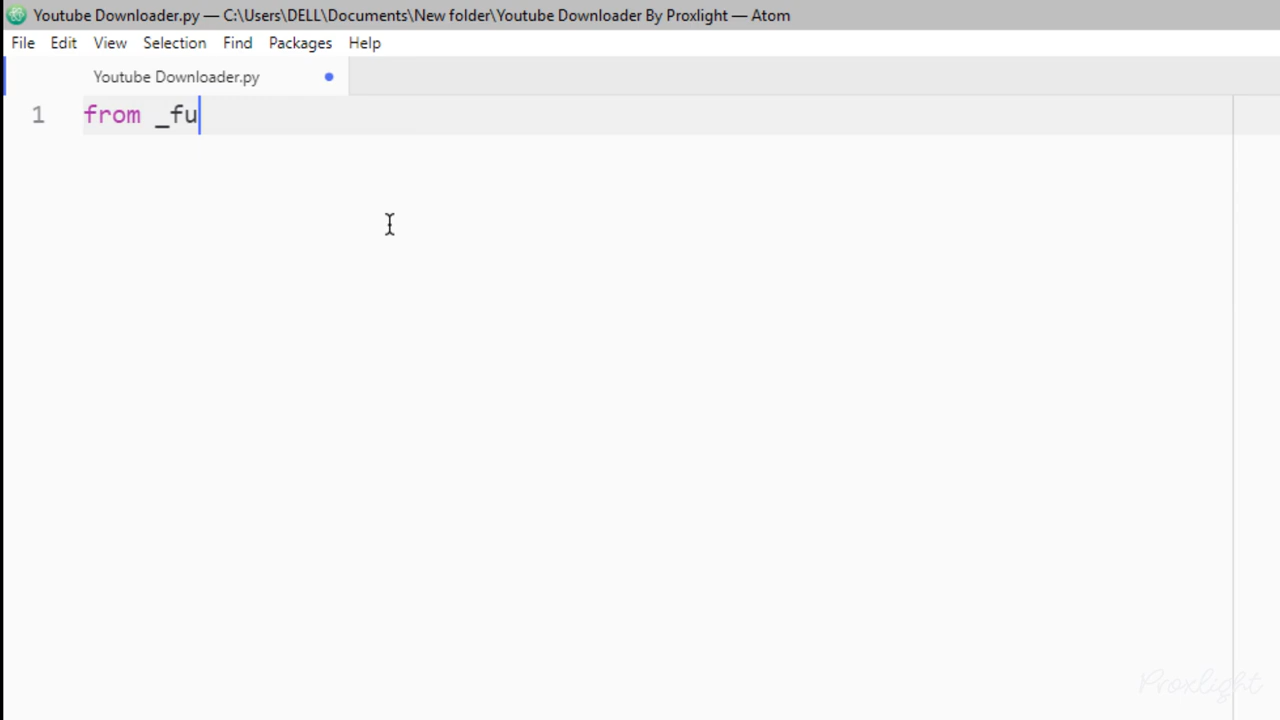 Youtube Downloader.py — C:\Users\DELL\Documents\New folder\Youtube Downloader By Proxlight — Atom
File Edit View Selection Find Packages Help
Youtube Downloader.py
1 from _fu
Proxlight